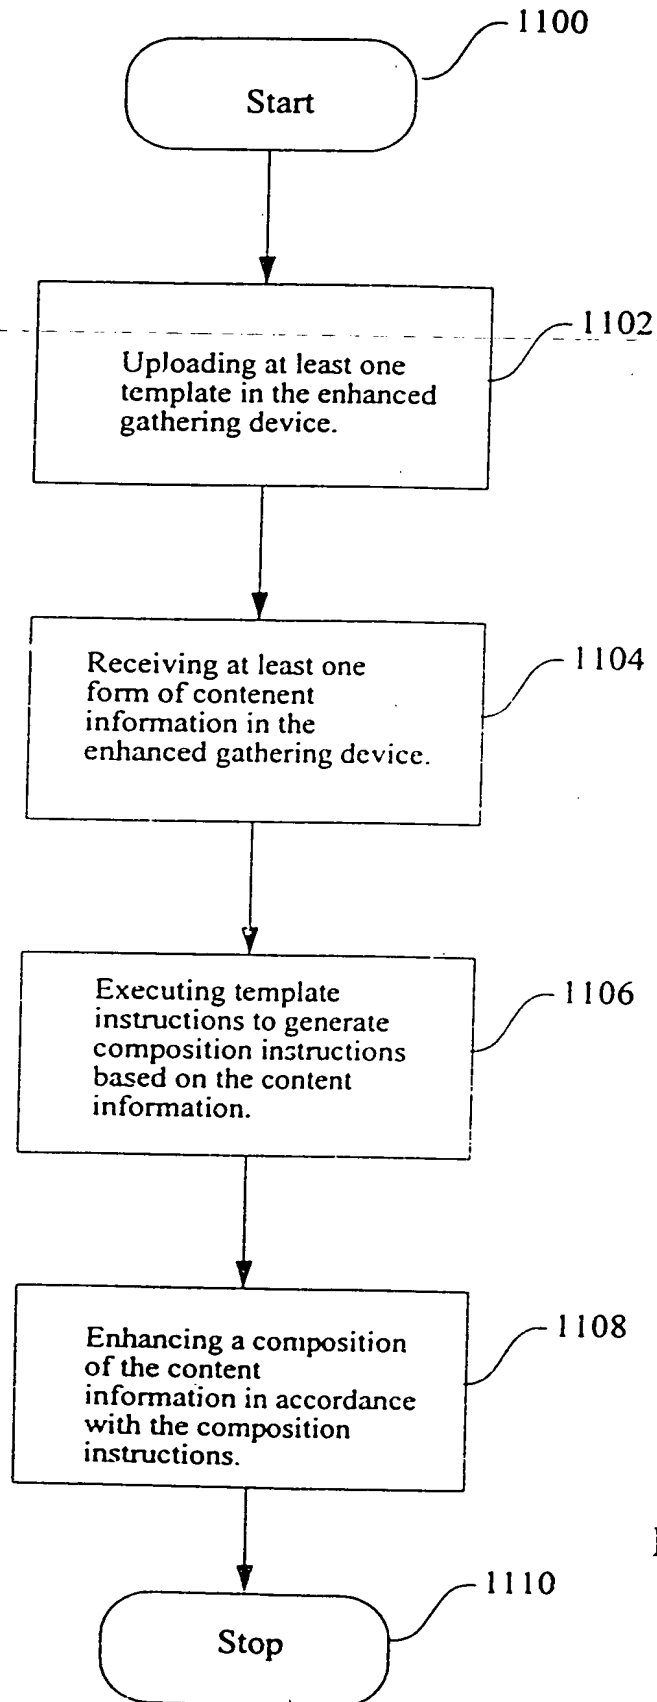 1100
Start
1102
Uploading at least one
template in the enhanced
gathering device.
1104
Receiving at least one
form of contenent
information in the
enhanced gathering device.
1106
Executing template
instructions to generate
composition instructions
based on the content
information.
1108
Enhancing a composition
of the content
information in accordance
with the composition
instructions.
1110
Stop